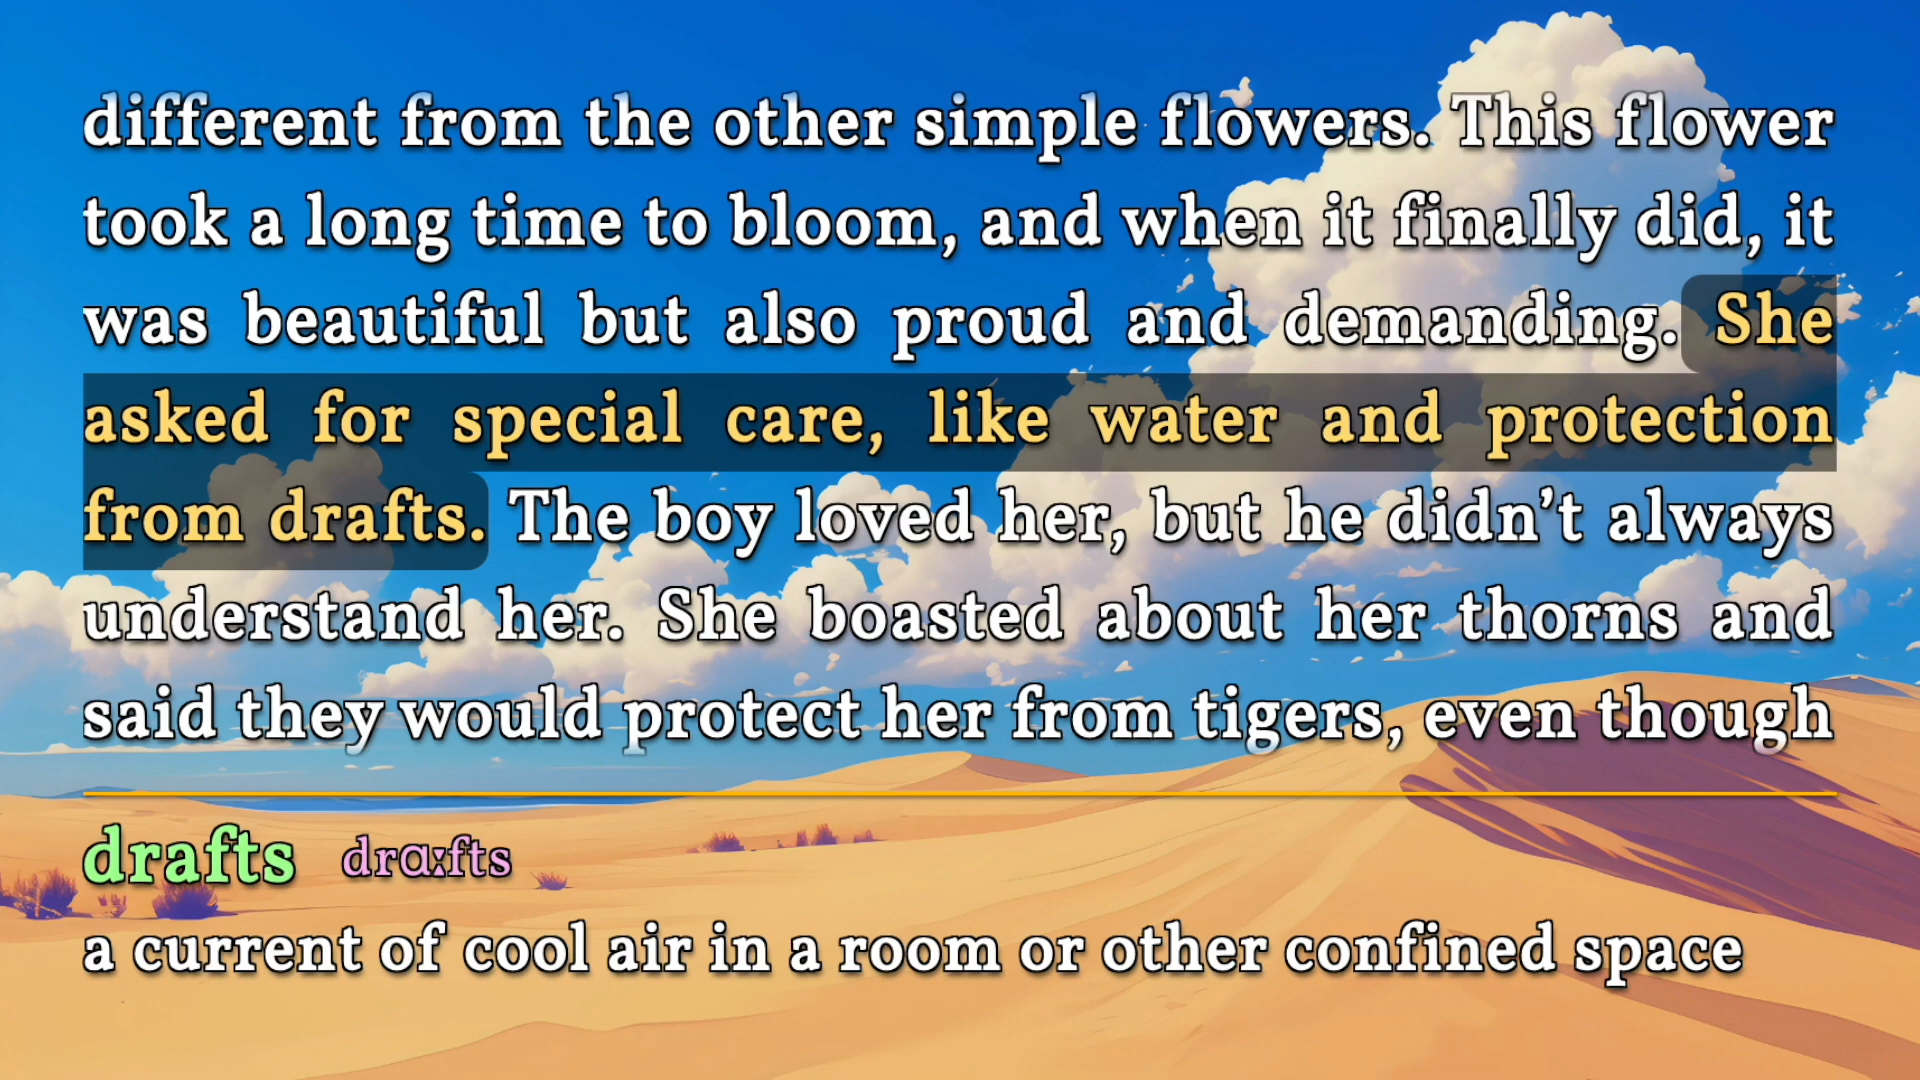 different from the other simple flowers. This flower
took a long time to bloom, and when it finally did, it
was beautiful but also proud and demanding. She
asked for special care, like water and protection
from drafts. The boy loved her, but he didn’t always
understand her. She boasted about her thorns and
said they would protect her from tigers, even though
drafts drɑːfts
a current of cool air in a room or other confined space